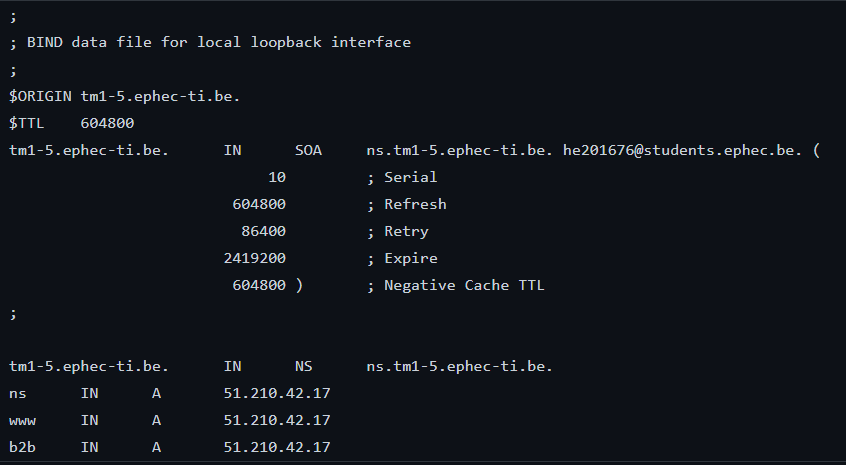 ;
; BIND data file for local loopback interface
;
$ORIGIN tm1-5.ephec-ti.be.
$TTL    604800
tm1-5.ephec-ti.be.      IN      SOA     ns.tm1-5.ephec-ti.be. he201676@students.ephec.be. (
                             10         ; Serial
                         604800         ; Refresh
                          86400         ; Retry
                        2419200         ; Expire
                         604800 )       ; Negative Cache TTL
;
tm1-5.ephec-ti.be.      IN      NS      ns.tm1-5.ephec-ti.be.
ns      IN      A       51.210.42.17
www     IN      A       51.210.42.17
b2b     IN      A       51.210.42.17